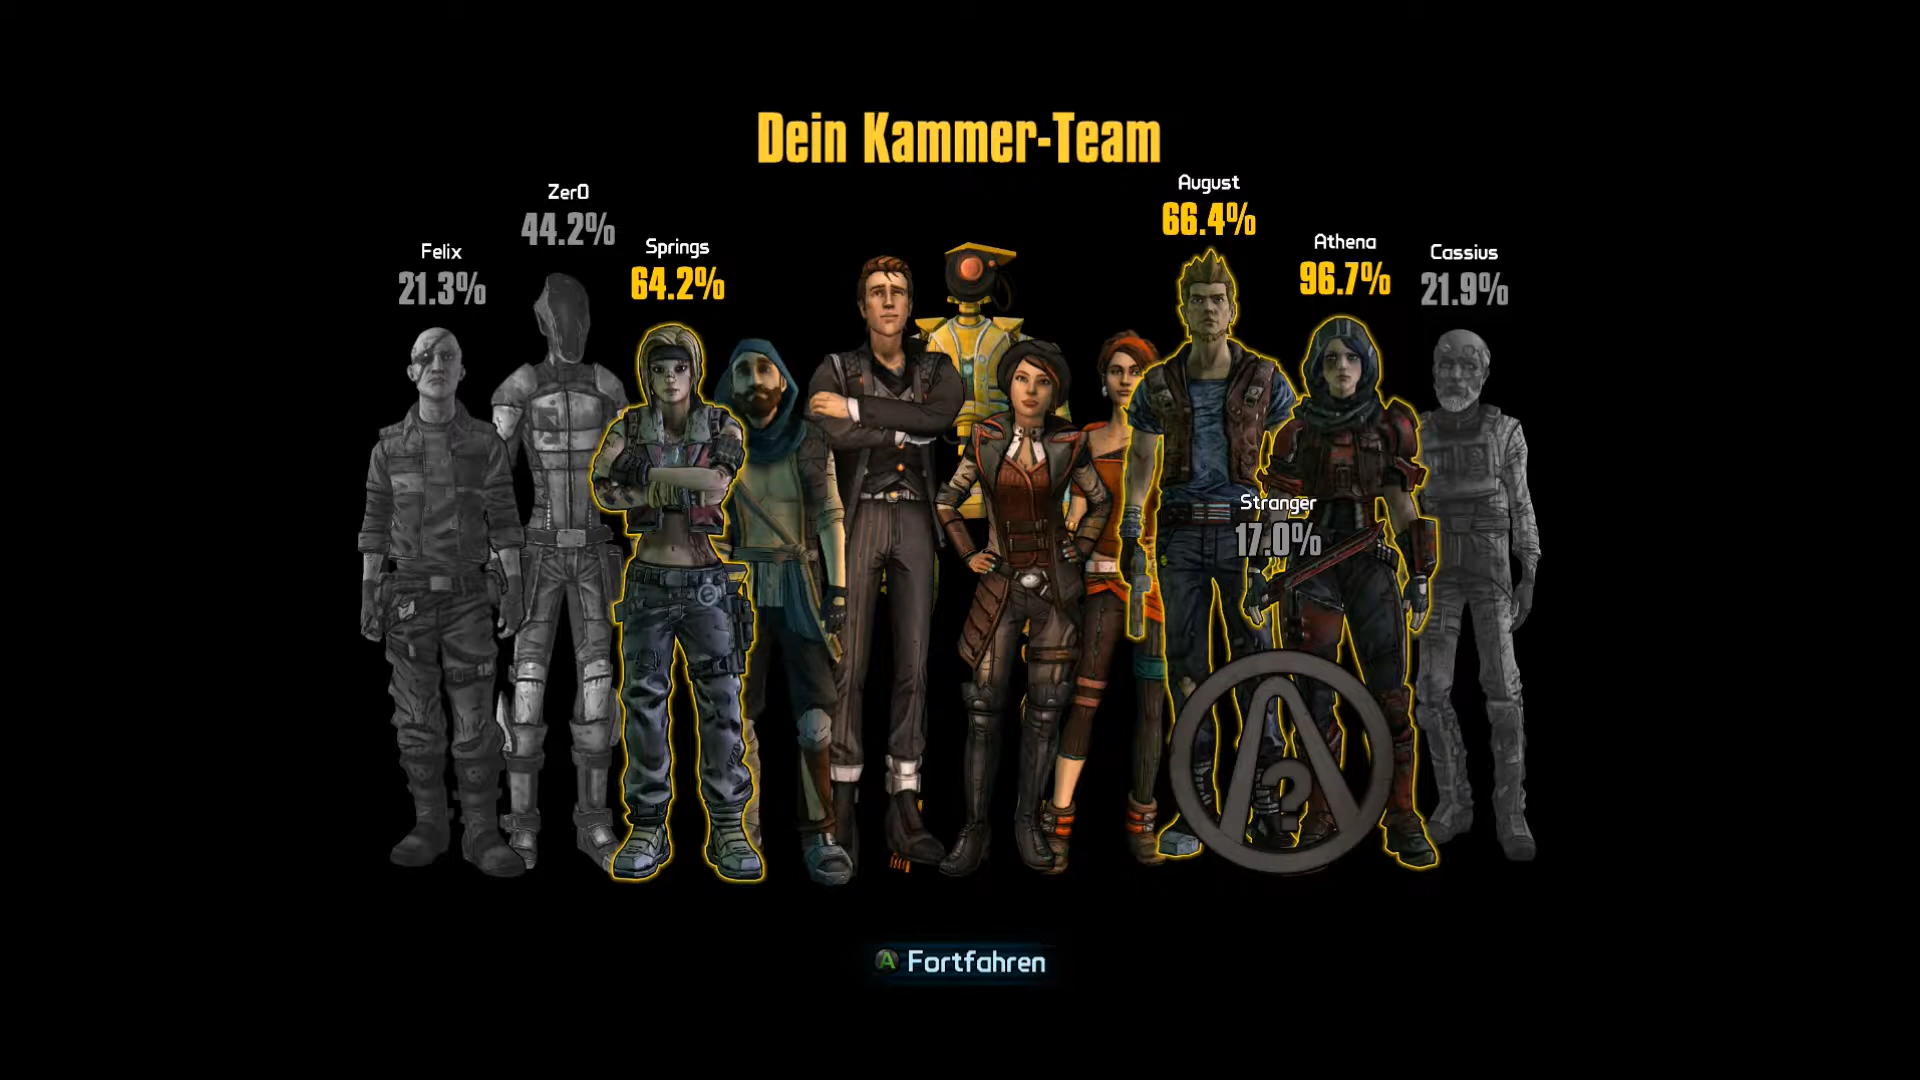 Dein Kammer-Team
Felix
21.3%
Zer0
44.2%
Springs
64.2%
August
66.4%
Athena
96.7%
Cassius
21.9%
Stranger
17.0%
?
A Fortfahren